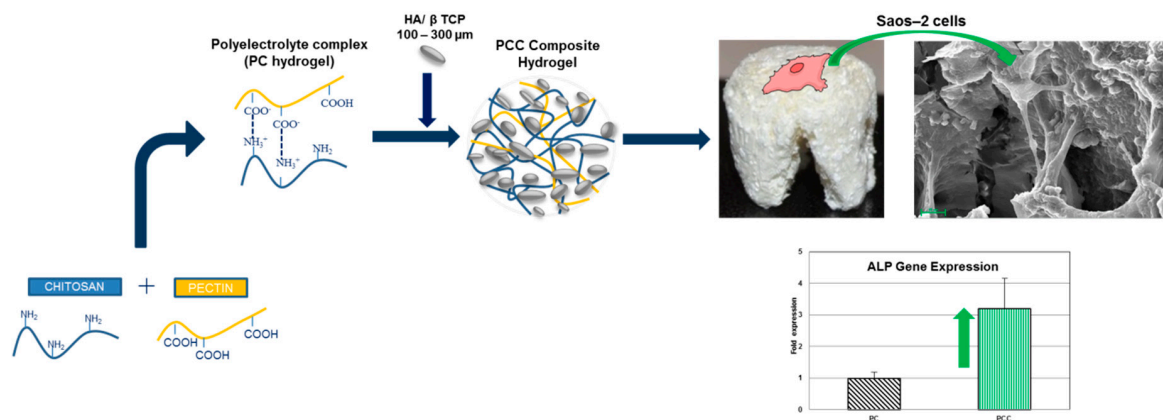 Polyelectrolyte complex
(PC hydrogel)
COO⁻
COO⁻
COOH
NH₃⁺
NH₃⁺
NH₂
HA/ β TCP
100 – 300 µm
PCC Composite
Hydrogel
Saos–2 cells
CHITOSAN + PECTIN
NH₂
NH₂
NH₂
COOH
COOH
COOH
ALP Gene Expression
Fold expression
5
4
3
2
1
0
PC
PCC